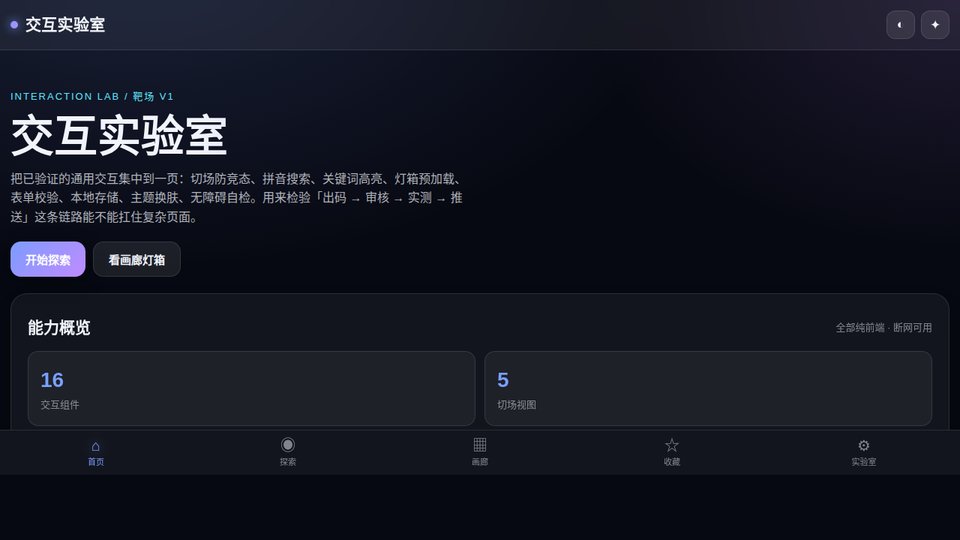 交互实验室
INTERACTION LAB / 靶场 V1
交互实验室
把已验证的通用交互集中到一页：切场防竞态、拼音搜索、关键词高亮、灯箱预加载、
表单校验、本地存储、主题换肤、无障碍自检。用来检验「出码 → 审核 → 实测 → 推
送」这条链路能不能扛住复杂页面。
开始探索
看画廊灯箱
能力概览
全部纯前端 · 断网可用
16
交互组件
5
切场视图
首页
探索
画廊
收藏
实验室